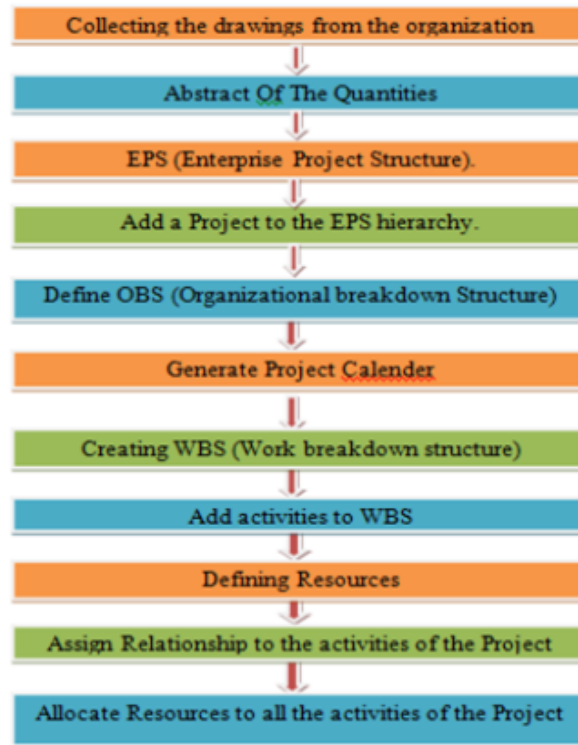 Collecting the drawings from the organization
Abstract Of The Quantities
EPS (Enterprise Project Structure).
Add a Project to the EPS hierarchy.
Define OBS (Organizational breakdown Structure)
Generate Project Calender
Creating WBS (Work breakdown structure)
Add activities to WBS
Defining Resources
Assign Relationship to the activities of the Project
Allocate Resources to all the activities of the Project